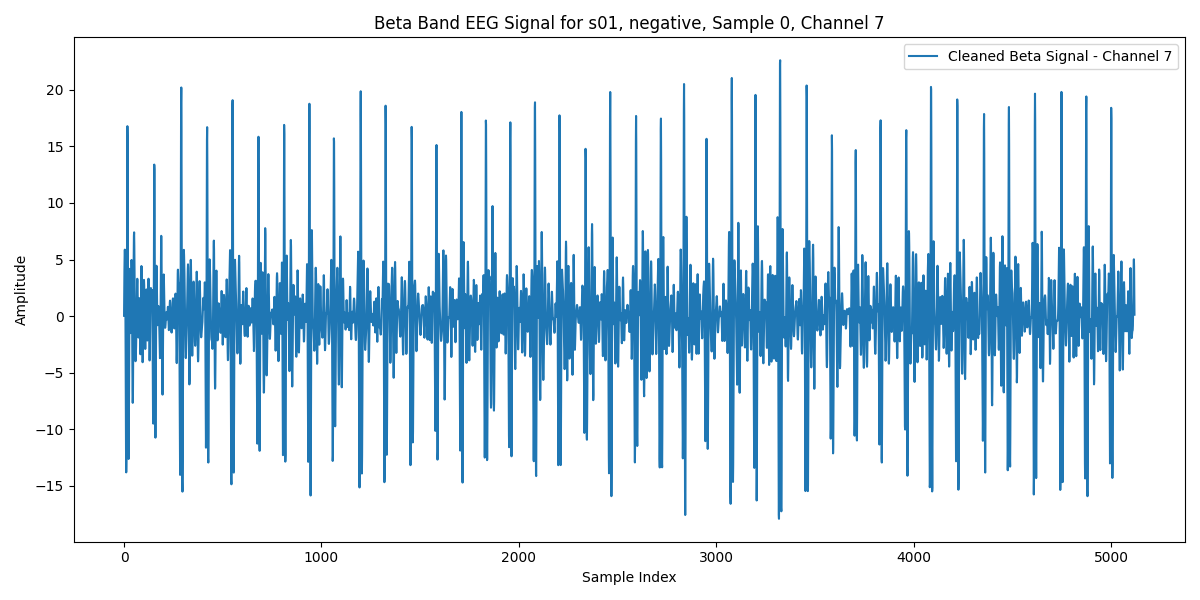 Beta Band EEG Signal for s01, negative, Sample 0, Channel 7
Cleaned Beta Signal - Channel 7
Amplitude
20
15
10
5
0
−5
−10
−15
0 1000 2000 3000 4000 5000
Sample Index